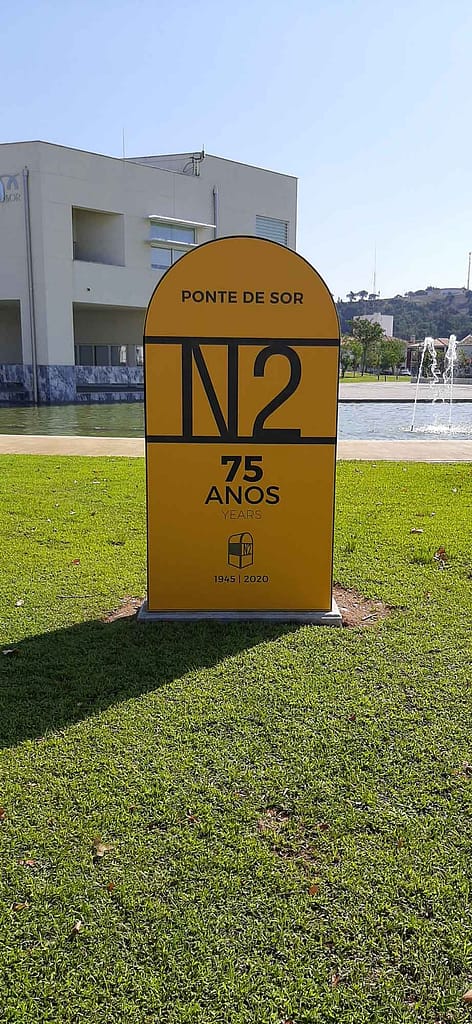 PONTE DE SOR
N2
75
ANOS
YEARS
N2
1945 | 2020